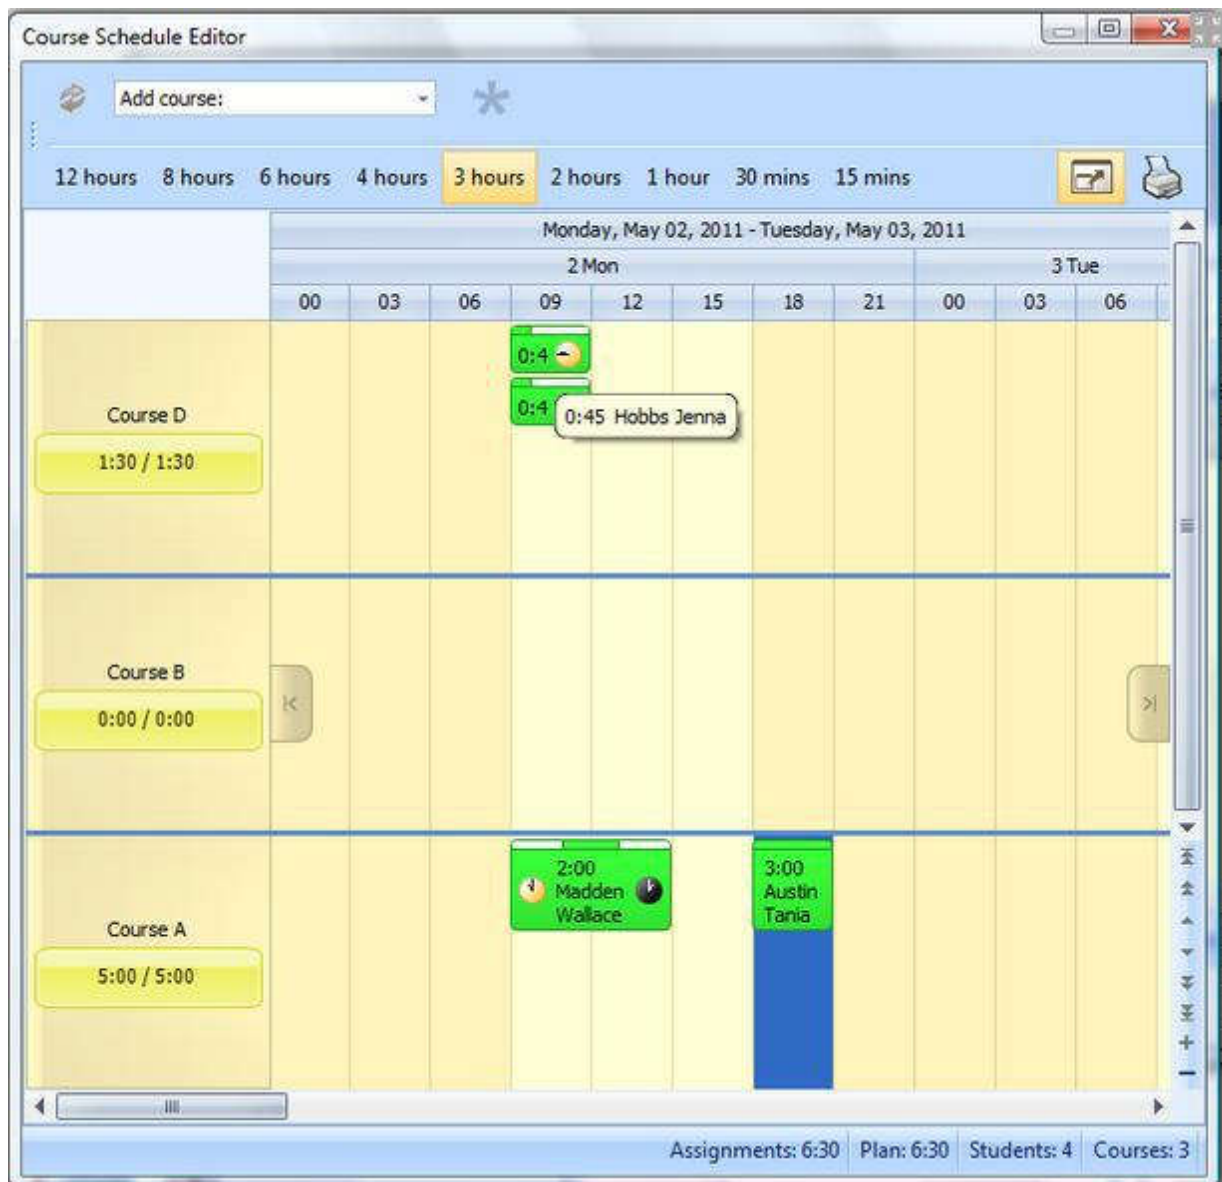 Course Schedule Editor
Add course:
12 hours 8 hours 6 hours 4 hours 3 hours 2 hours 1 hour 30 mins 15 mins
Monday, May 02, 2011 - Tuesday, May 03, 2011
2 Mon 3 Tue
00 03 06 09 12 15 18 21 00 03 06
0:4
Course D
0:4
0:45 Hobbs Jenna
1:30 / 1:30
Course B
0:00 / 0:00
2:00
Madden
Wallace
3:00
Austin
Tania
Course A
5:00 / 5:00
Assignments: 6:30 Plan: 6:30 Students: 4 Courses: 3